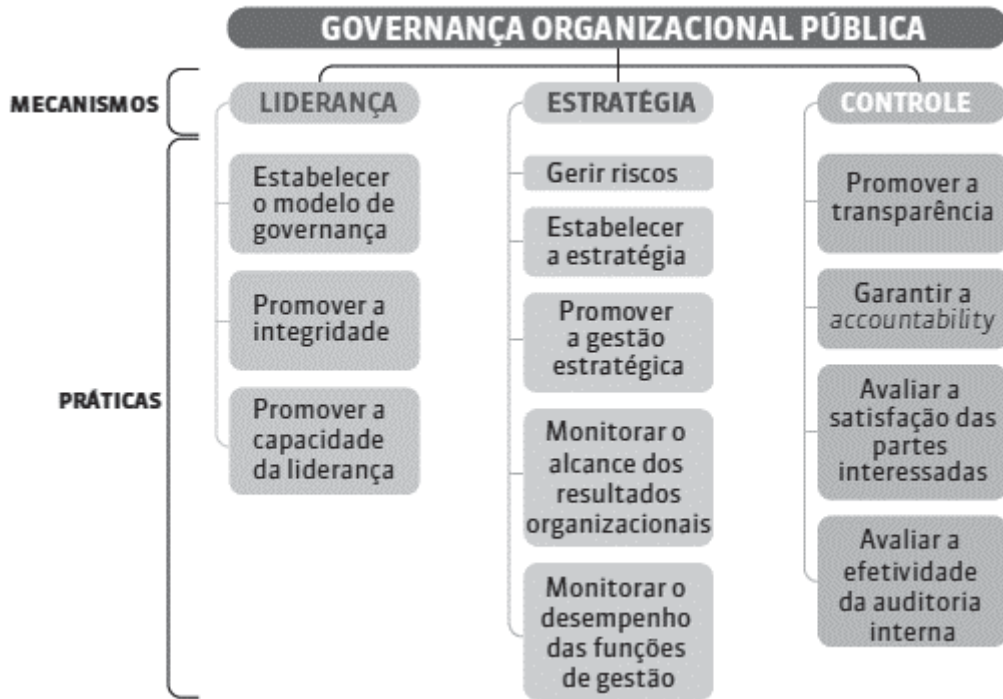 GOVERNANÇA ORGANIZACIONAL PÚBLICA
MECANISMOS
LIDERANÇA
ESTRATÉGIA
CONTROLE
PRÁTICAS
Estabelecer
o modelo de
governança
Promover a
integridade
Promover a
capacidade
da liderança
Gerir riscos
Estabelecer
a estratégia
Promover
a gestão
estratégica
Monitorar o
alcance dos
resultados
organizacionais
Monitorar o
desempenho
das funções
de gestão
Promover a
transparência
Garantir a
accountability
Avaliar a
satisfação das
partes
interessadas
Avaliar a
efetividade
da auditoria
interna